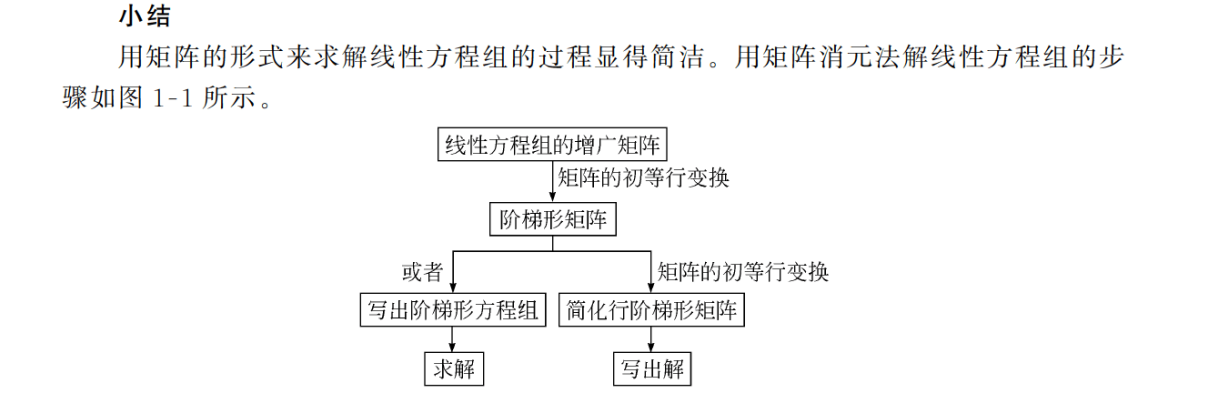 小结
用矩阵的形式来求解线性方程组的过程显得简洁。用矩阵消元法解线性方程组的步
骤如图 1-1 所示。
线性方程组的增广矩阵
矩阵的初等行变换
阶梯形矩阵
或者
矩阵的初等行变换
写出阶梯形方程组
简化行阶梯形矩阵
求解
写出解